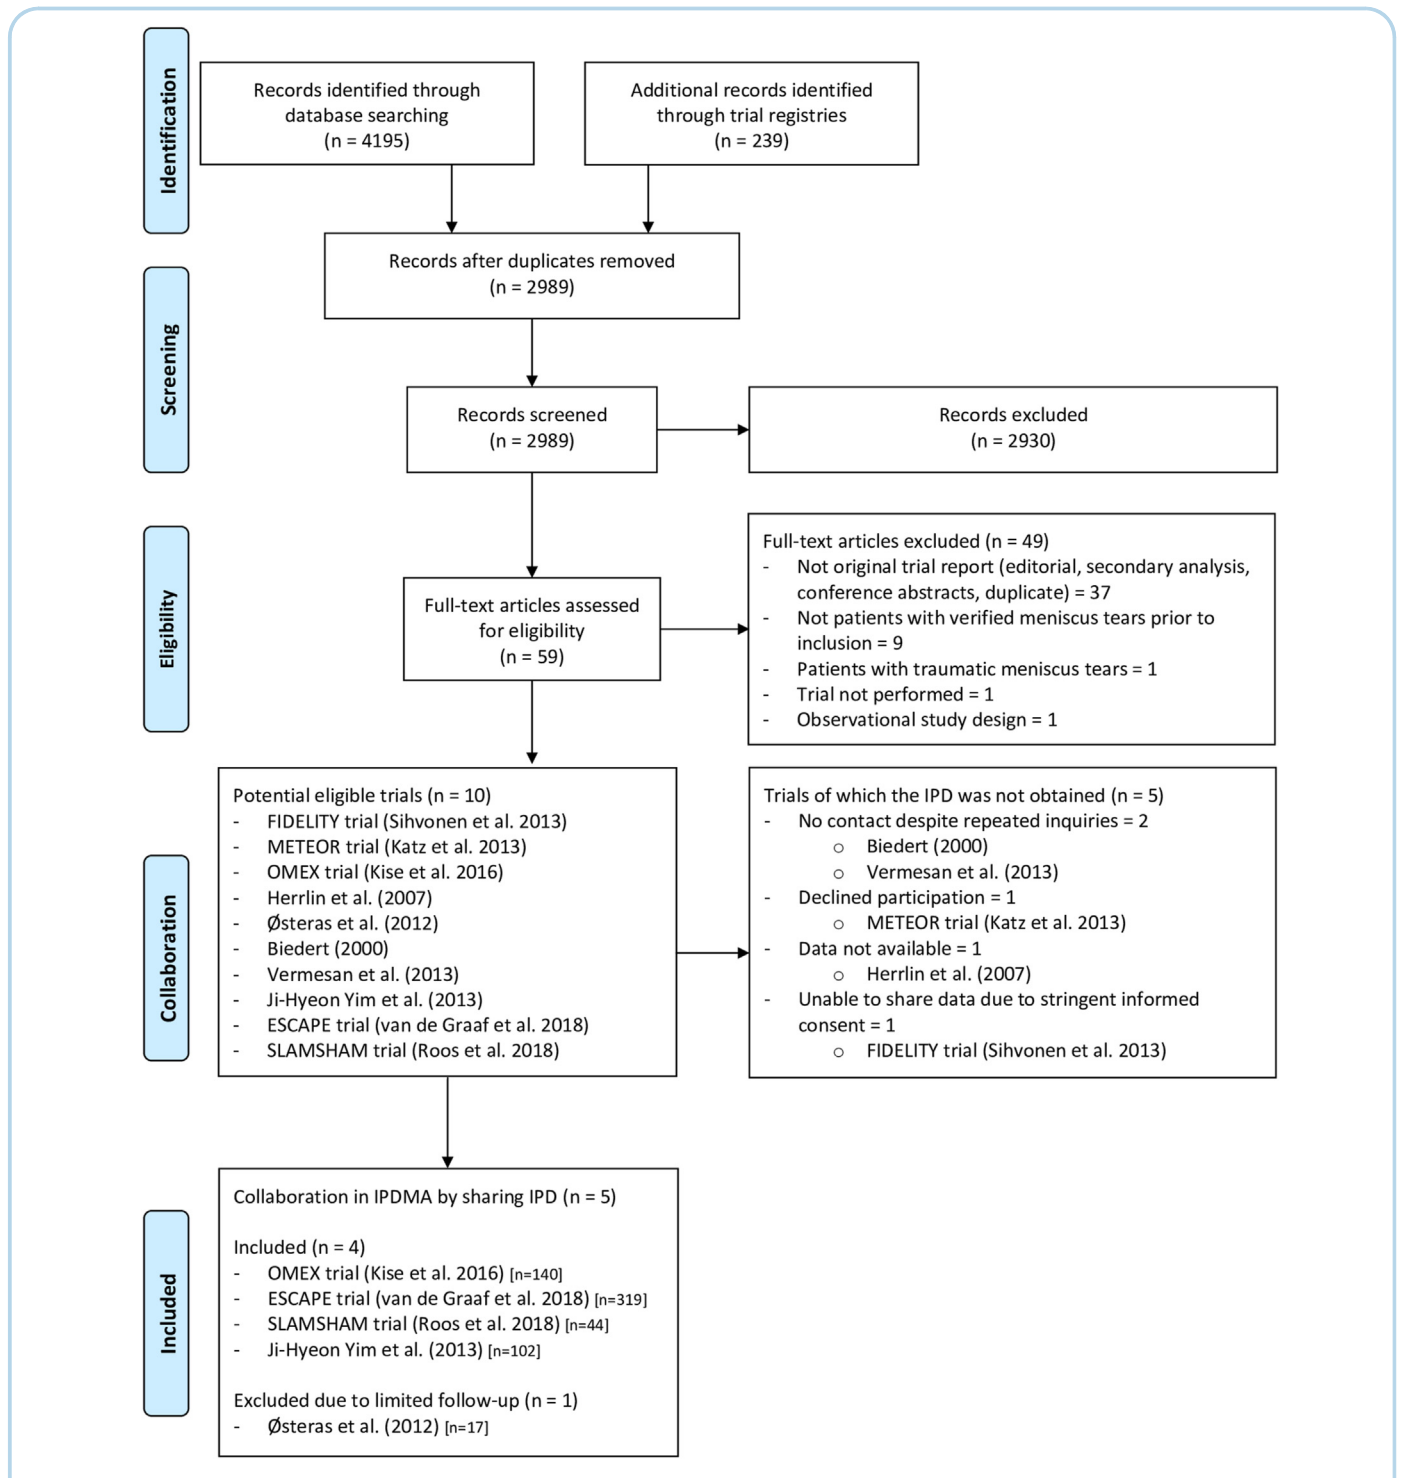 Identification
Records identified through
database searching
(n = 4195)
Additional records identified
through trial registries
(n = 239)
Screening
Records after duplicates removed
(n = 2989)
Records screened
(n = 2989)
Records excluded
(n = 2930)
Eligibility
Full-text articles assessed
for eligibility
(n = 59)
Full-text articles excluded (n = 49)
- Not original trial report (editorial, secondary analysis,
conference abstracts, duplicate) = 37
- Not patients with verified meniscus tears prior to
inclusion = 9
- Patients with traumatic meniscus tears = 1
- Trial not performed = 1
- Observational study design = 1
Collaboration
Potential eligible trials (n = 10)
- FIDELITY trial (Sihvonen et al. 2013)
- METEOR trial (Katz et al. 2013)
- OMEX trial (Kise et al. 2016)
- Herrlin et al. (2007)
- Østeras et al. (2012)
- Biedert (2000)
- Vermesan et al. (2013)
- Ji-Hyeon Yim et al. (2013)
- ESCAPE trial (van de Graaf et al. 2018)
- SLAMSHAM trial (Roos et al. 2018)
Trials of which the IPD was not obtained (n = 5)
- No contact despite repeated inquiries = 2
o Biedert (2000)
o Vermesan et al. (2013)
- Declined participation = 1
o METEOR trial (Katz et al. 2013)
- Data not available = 1
o Herrlin et al. (2007)
- Unable to share data due to stringent informed
consent = 1
o FIDELITY trial (Sihvonen et al. 2013)
Included
Collaboration in IPDMA by sharing IPD (n = 5)
Included (n = 4)
- OMEX trial (Kise et al. 2016) [n=140]
- ESCAPE trial (van de Graaf et al. 2018) [n=319]
- SLAMSHAM trial (Roos et al. 2018) [n=44]
- Ji-Hyeon Yim et al. (2013) [n=102]
Excluded due to limited follow-up (n = 1)
- Østeras et al. (2012) [n=17]